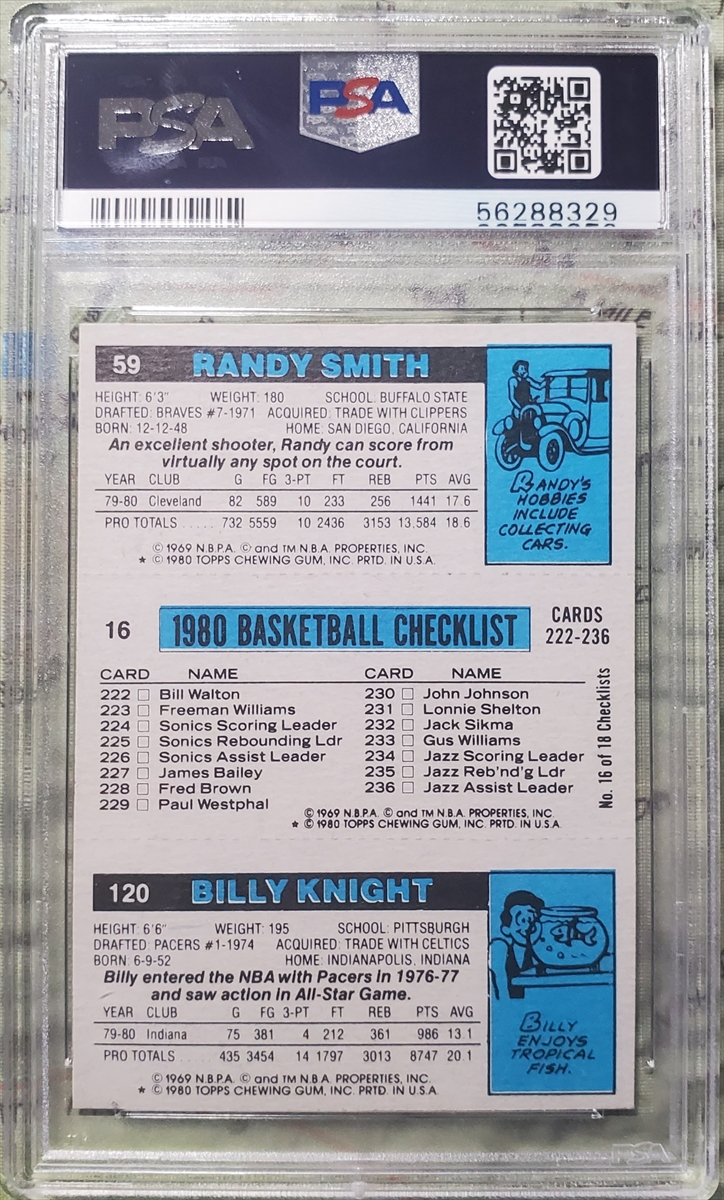 PSA
PSA
56288329
59 RANDY SMITH
HEIGHT: 6'3" WEIGHT: 180 SCHOOL: BUFFALO STATE
DRAFTED: BRAVES #7-1971 ACQUIRED: TRADE WITH CLIPPERS
BORN: 12-12-48 HOME: SAN DIEGO, CALIFORNIA
An excellent shooter, Randy can score from
virtually any spot on the court.
YEAR CLUB G FG 3-PT FT REB PTS AVG
79-80 Cleveland 82 589 10 233 256 1441 17.6
PRO TOTALS ..... 732 5559 10 2436 3153 13,584 18.6
© 1969 N.B.P.A. © and TM N.B.A. PROPERTIES, INC.
★ © 1980 TOPPS CHEWING GUM, INC. PRTD. IN U.S.A.
RANDY'S
HOBBIES
INCLUDE
COLLECTING
CARS.
16 1980 BASKETBALL CHECKLIST CARDS
222-236
CARD NAME
222 □ Bill Walton
223 □ Freeman Williams
224 □ Sonics Scoring Leader
225 □ Sonics Rebounding Ldr
226 □ Sonics Assist Leader
227 □ James Bailey
228 □ Fred Brown
229 □ Paul Westphal
CARD NAME
230 □ John Johnson
231 □ Lonnie Shelton
232 □ Jack Sikma
233 □ Gus Williams
234 □ Jazz Scoring Leader
235 □ Jazz Reb'nd'g Ldr
236 □ Jazz Assist Leader
© 1969 N.B.P.A. © and TM N.B.A. PROPERTIES, INC.
★ © 1980 TOPPS CHEWING GUM, INC. PRTD. IN U.S.A.
No. 16 of 18 Checklists
120 BILLY KNIGHT
HEIGHT: 6'6" WEIGHT: 195 SCHOOL: PITTSBURGH
DRAFTED: PACERS #1-1974 ACQUIRED: TRADE WITH CELTICS
BORN: 6-9-52 HOME: INDIANAPOLIS, INDIANA
Billy entered the NBA with Pacers in 1976-77
and saw action in All-Star Game.
YEAR CLUB G FG 3-PT FT REB PTS AVG
79-80 Indiana 75 381 4 212 361 986 13.1
PRO TOTALS ..... 435 3454 14 1797 3013 8747 20.1
© 1969 N.B.P.A. © and TM N.B.A. PROPERTIES, INC.
★ © 1980 TOPPS CHEWING GUM, INC. PRTD. IN U.S.A.
BILLY
ENJOYS
TROPICAL
FISH.
PSA